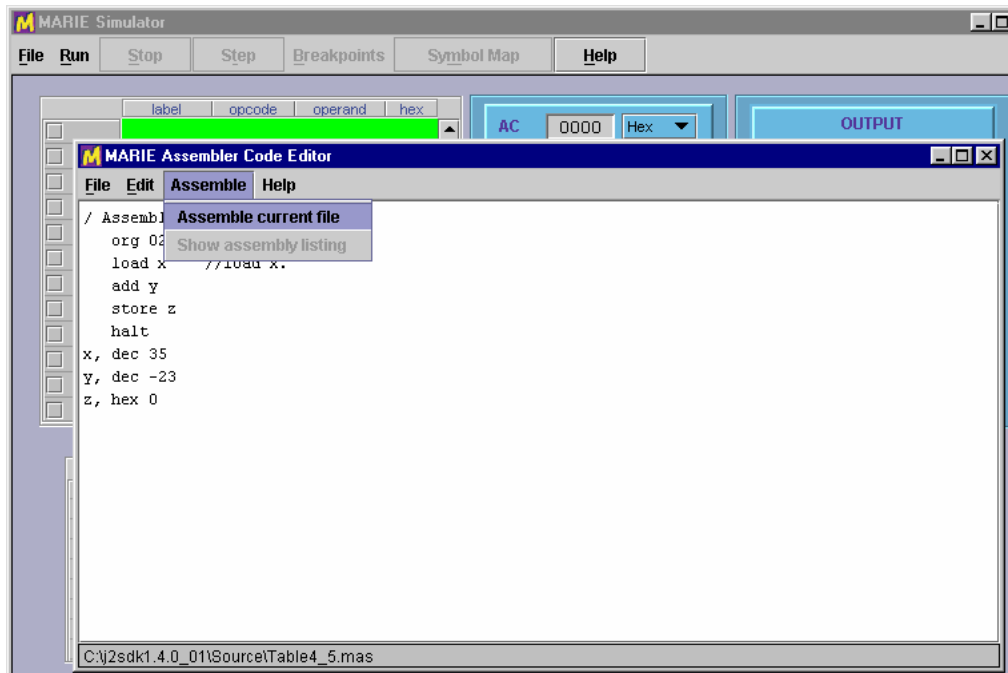 MARIE Simulator
File Run Stop Step Breakpoints Symbol Map Help
label opcode operand hex
AC 0000 Hex
OUTPUT
MARIE Assembler Code Editor
File Edit Assemble Help
Assemble current file
Show assembly listing
/ Assembl
org 02
load x //load x.
add y
store z
halt
x, dec 35
y, dec -23
z, hex 0
C:\j2sdk1.4.0_01\Source\Table4_5.mas